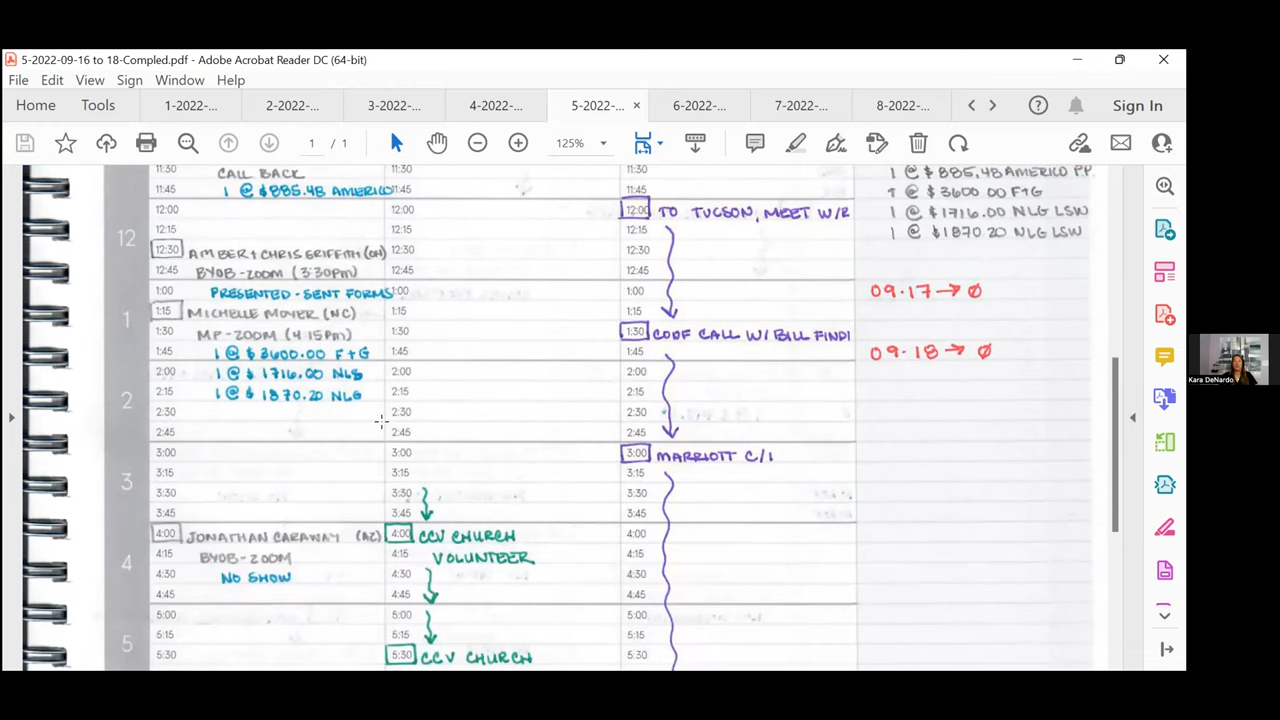 5-2022-09-16 to 18-Compled.pdf - Adobe Acrobat Reader DC (64-bit)
File Edit View Sign Window Help
Home Tools 1-2022-... 2-2022-... 3-2022-... 4-2022-... 5-2022-... × 6-2022-... 7-2022-... 8-2022-... Sign In
1 / 1 125%
11:30 CALL BACK
11:45 1 @ $885.48 AMERICO
12
12:00
12:15
12:30 AMBER + CHRIS GRIFFITH (OH)
12:45 BYOB-ZOOM (3:30PM)
1
1:00 PRESENTED - SENT FORMS
1:15 MICHELLE MOYER (NC)
1:30 MP-ZOOM (4:15PM)
1:45 1 @ $3600.00 F+G
2
2:00 1 @ $1716.00 NLG
2:15 1 @ $1870.20 NLG
2:30
2:45
3
3:00
3:15
3:30
3:45
4
4:00 JONATHAN CARAWAY (AZ)
4:15 BYOB-ZOOM
4:30 NO SHOW
4:45
5
5:00
5:15
5:30
11:30
11:45
12:00
12:15
12:30
12:45
1:00
1:15
1:30
1:45
2:00
2:15
2:30
2:45
3:00
3:15
3:30
3:45
4:00 CCV CHURCH
4:15 VOLUNTEER
4:30
4:45
5:00
5:15
5:30 CCV CHURCH
11:30
11:45
12:00 TO TUCSON, MEET W/R
12:15
12:30
12:45
1:00
1:15
1:30 CALL W/ BILL
1:45
2:00
2:15
2:30
2:45
3:00 MARRIOTT C/I
3:15
3:30
3:45
4:00
4:15
4:30
4:45
5:00
5:15
5:30
1 @ $885.48 AMERICO P.P.
1 @ $3600.00 F+G
1 @ $1716.00 NLG LSW
1 @ $1870.20 NLG LSW
09.17 → Ø
09.18 → Ø
Kara DeNardo